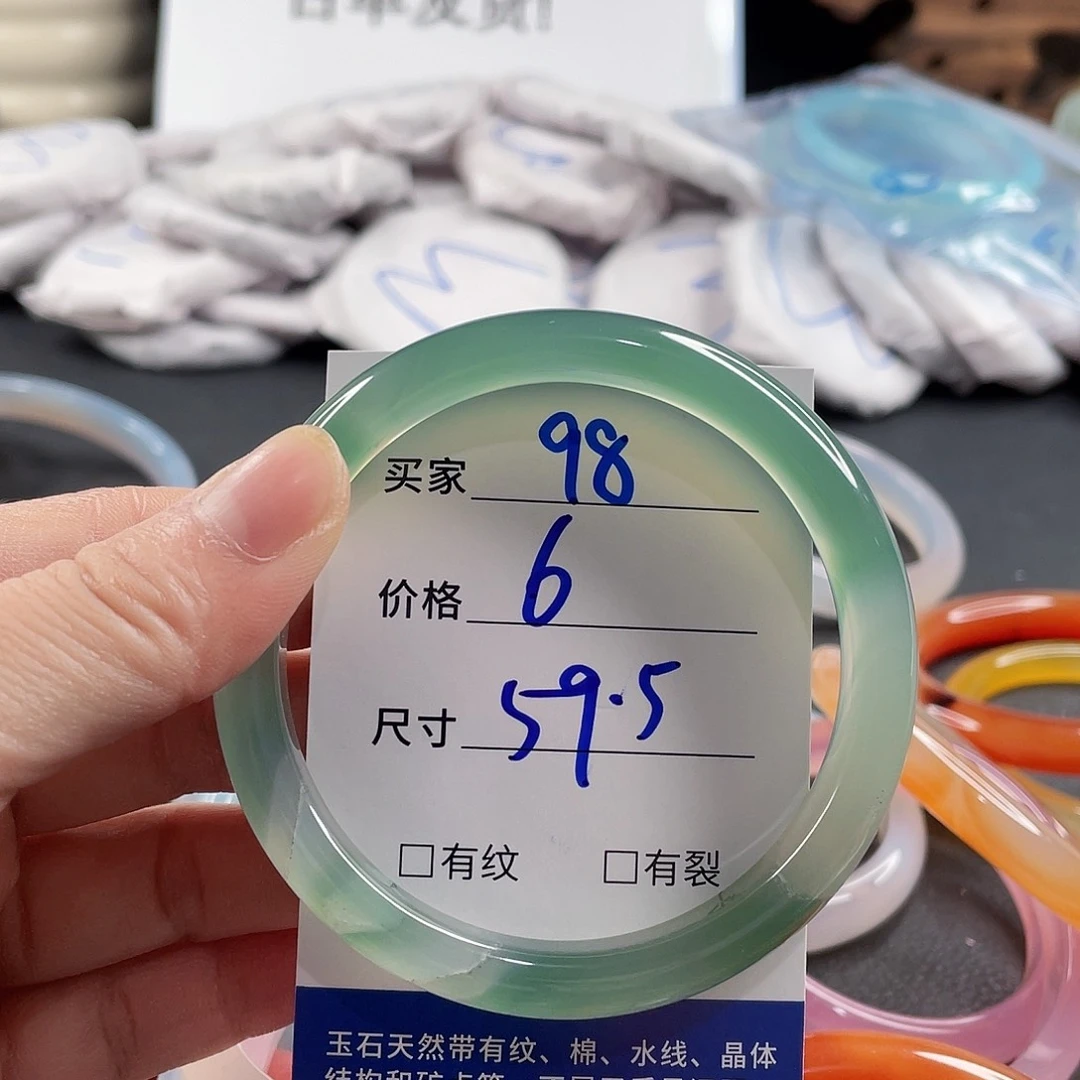 买家 98
价格 6
尺寸 59.5
□有纹 □有裂
玉石天然带有纹、棉、水线、晶体